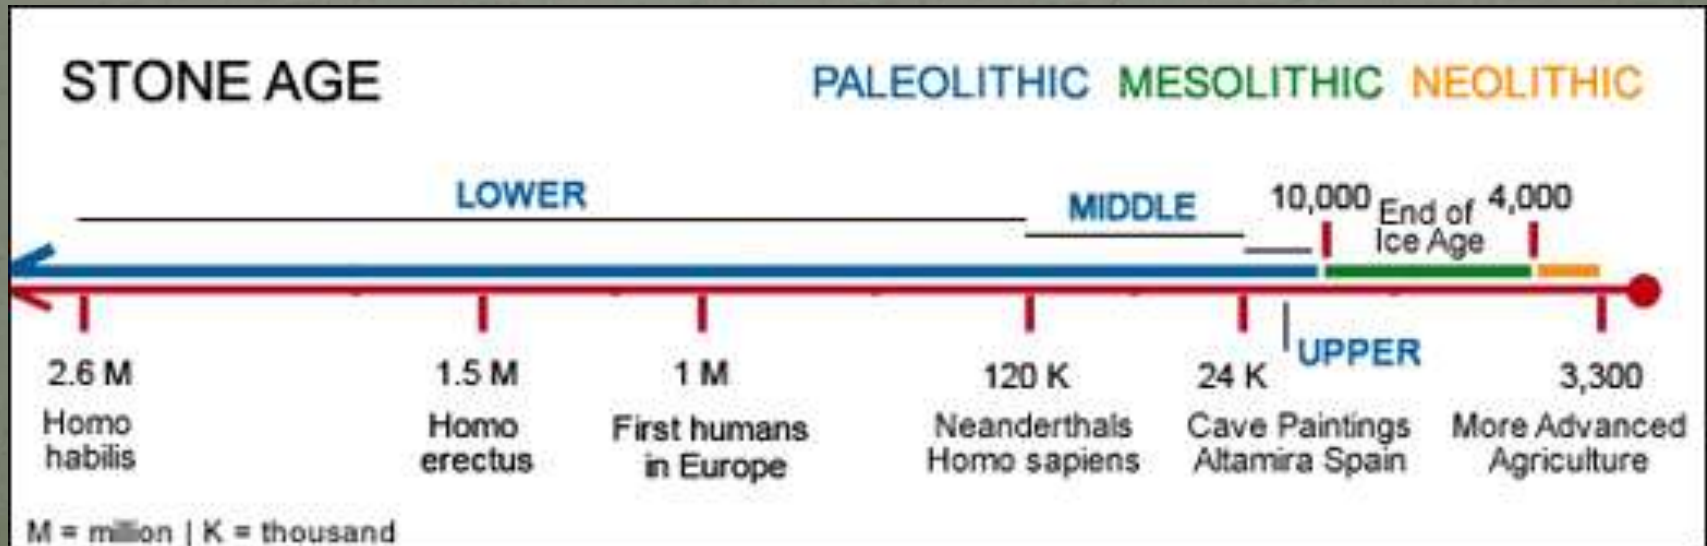 STONE AGE
PALEOLITHIC MESOLITHIC NEOLITHIC
LOWER
MIDDLE
10,000
End of
Ice Age
4,000
UPPER
2.6 M
Homo
habilis
1.5 M
Homo
erectus
1 M
First humans
in Europe
120 K
Neanderthals
Homo sapiens
24 K
Cave Paintings
Altamira Spain
3,300
More Advanced
Agriculture
M = million | K = thousand